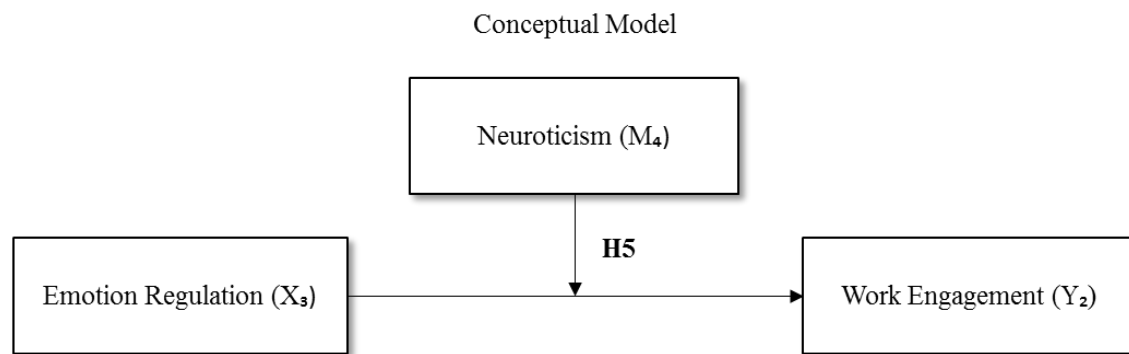 Conceptual Model
Neuroticism (M₄)
H5
Emotion Regulation (X₃)
Work Engagement (Y₂)